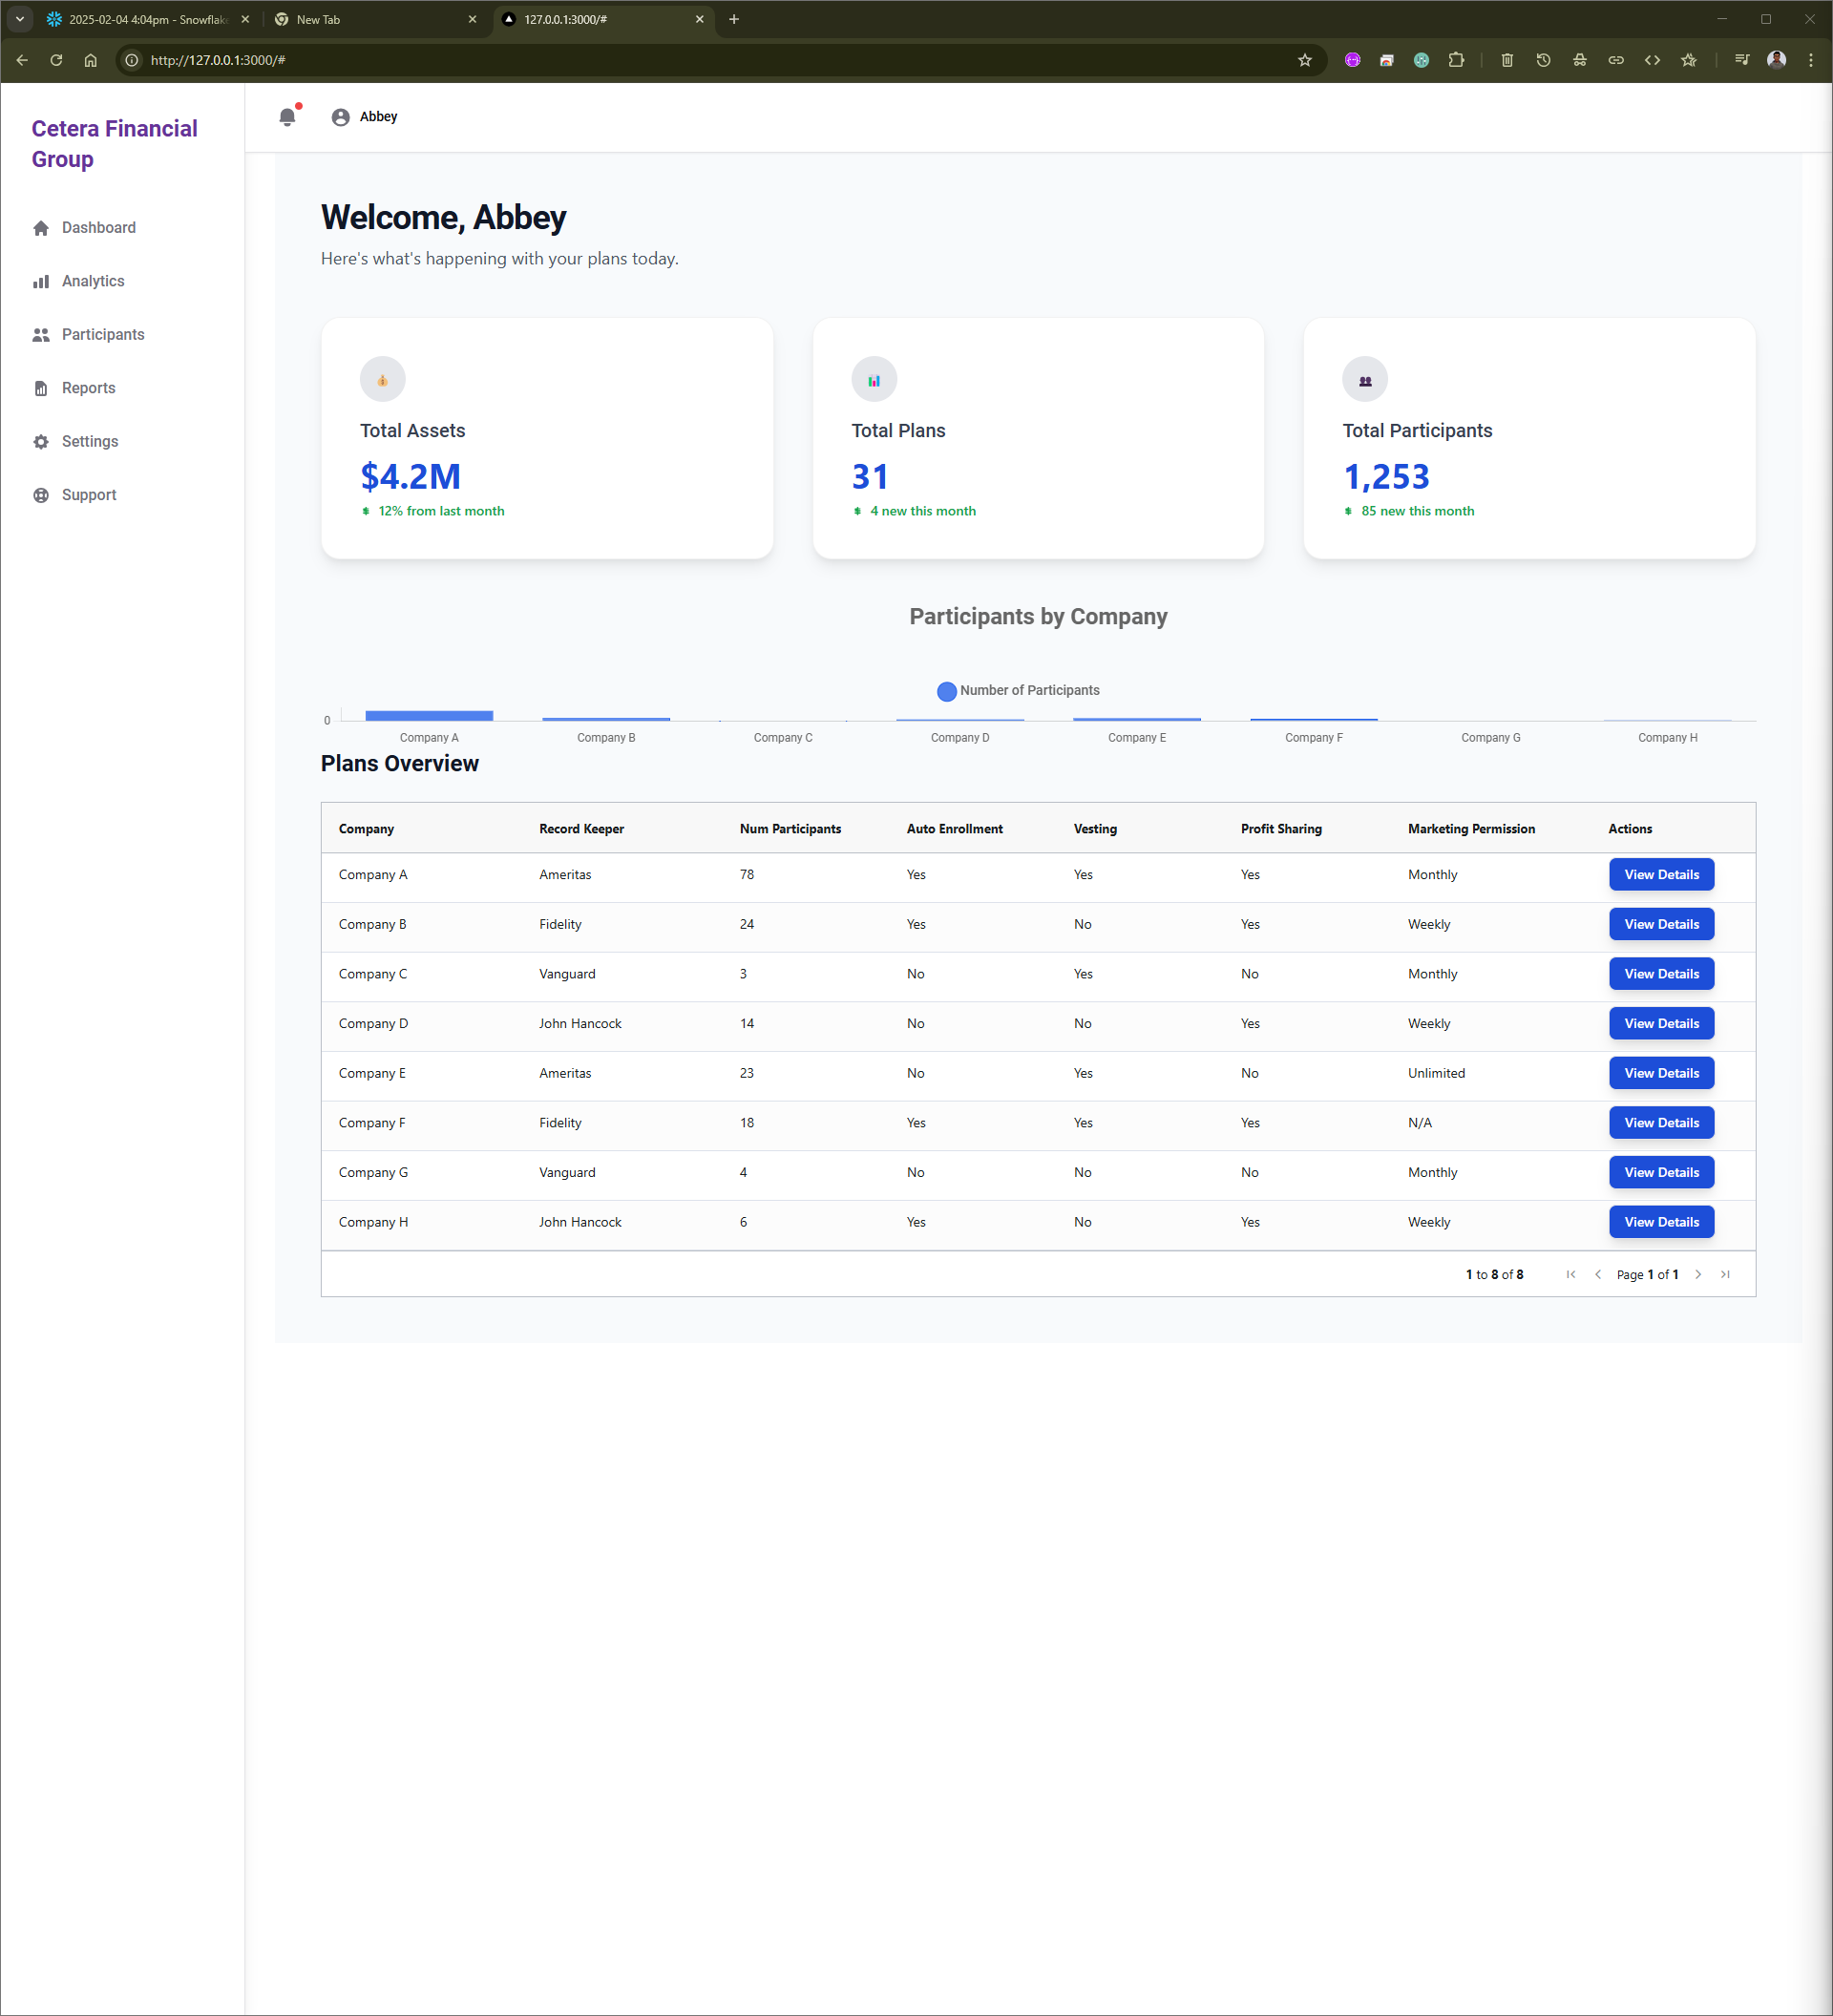 2025-02-04 4:04pm - Snowflake
New Tab
127.0.0.1:3000/#
http://127.0.0.1:3000/#
Cetera Financial
Group
Dashboard
Analytics
Participants
Reports
Settings
Support
Abbey
Welcome, Abbey
Here's what's happening with your plans today.
Total Assets
$4.2M
12% from last month
Total Plans
31
4 new this month
Total Participants
1,253
85 new this month
Participants by Company
Number of Participants
0
Company A Company B Company C Company D Company E Company F Company G Company H
Plans Overview
Company Record Keeper Num Participants Auto Enrollment Vesting Profit Sharing Marketing Permission Actions
Company A Ameritas 78 Yes Yes Yes Monthly View Details
Company B Fidelity 24 Yes No Yes Weekly View Details
Company C Vanguard 3 No Yes No Monthly View Details
Company D John Hancock 14 No No Yes Weekly View Details
Company E Ameritas 23 No Yes No Unlimited View Details
Company F Fidelity 18 Yes Yes Yes N/A View Details
Company G Vanguard 4 No No No Monthly View Details
Company H John Hancock 6 Yes No Yes Weekly View Details
1 to 8 of 8 Page 1 of 1